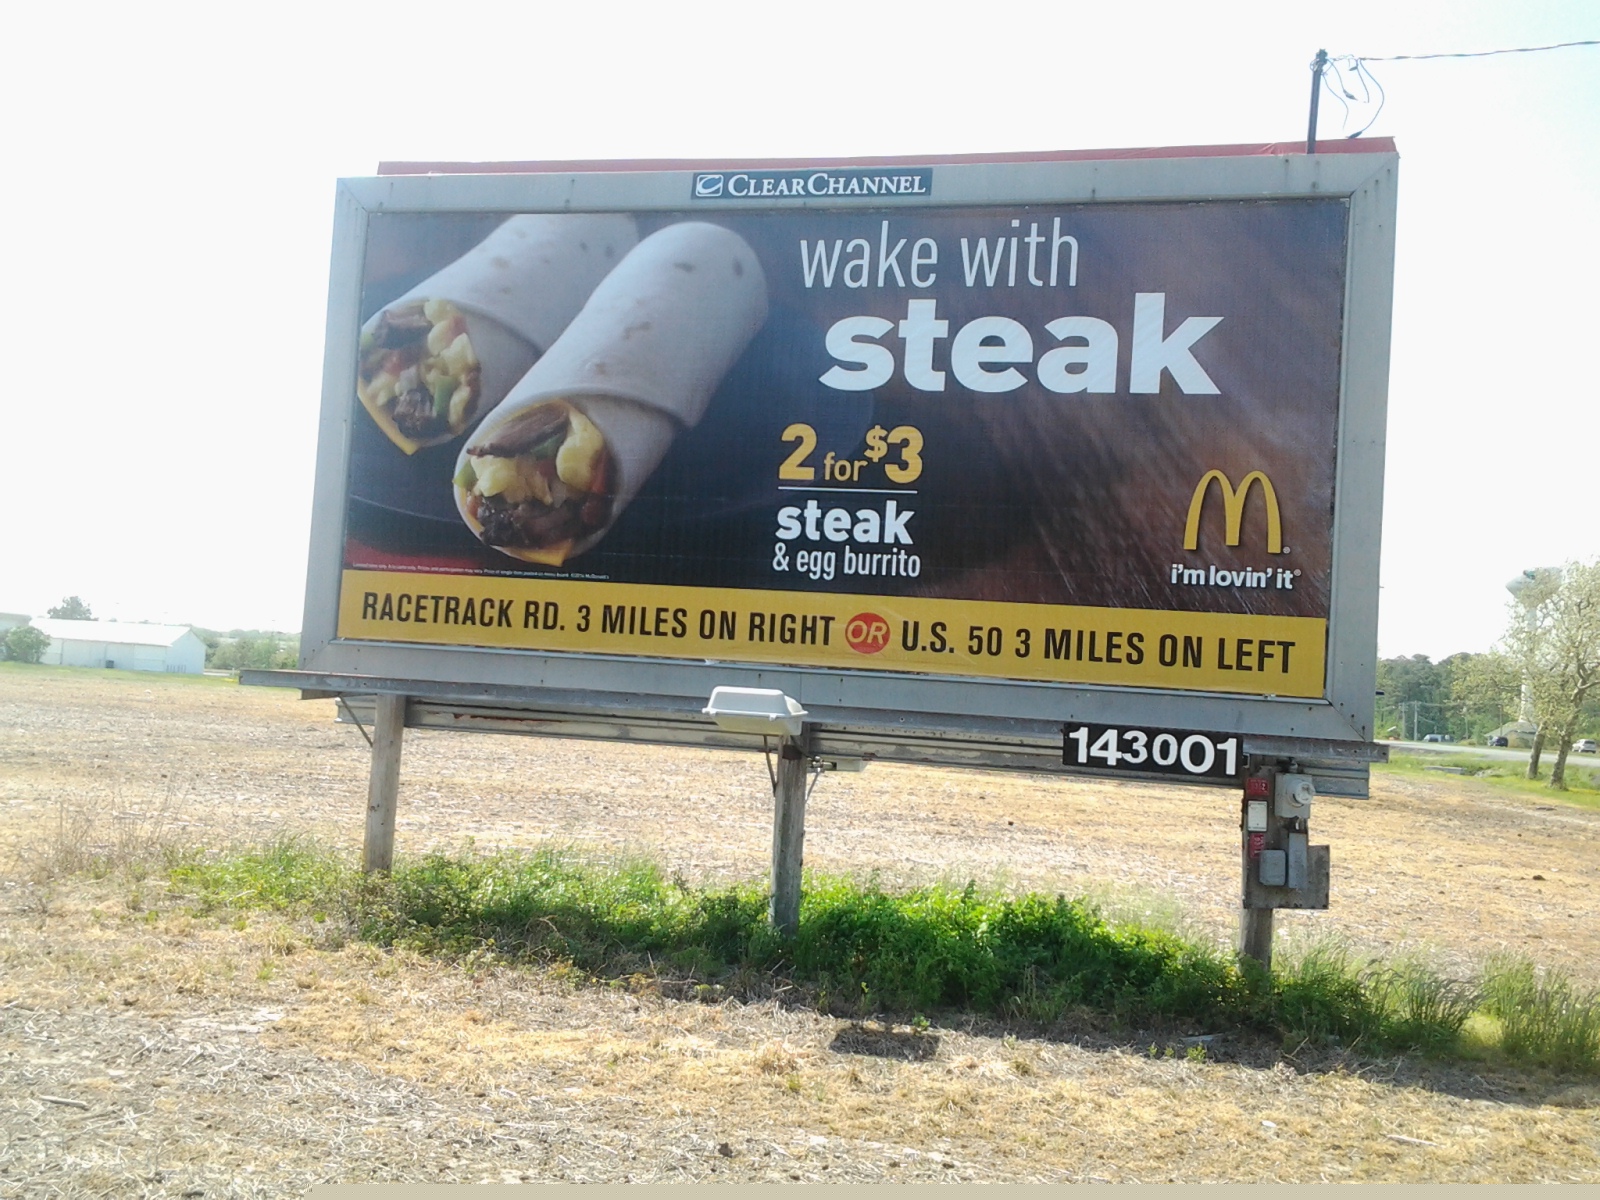 CLEARCHANNEL
wake with
steak
2 for $3
steak
& egg burrito
M
i'm lovin' it®
RACETRACK RD. 3 MILES ON RIGHT OR U.S. 50 3 MILES ON LEFT
143001